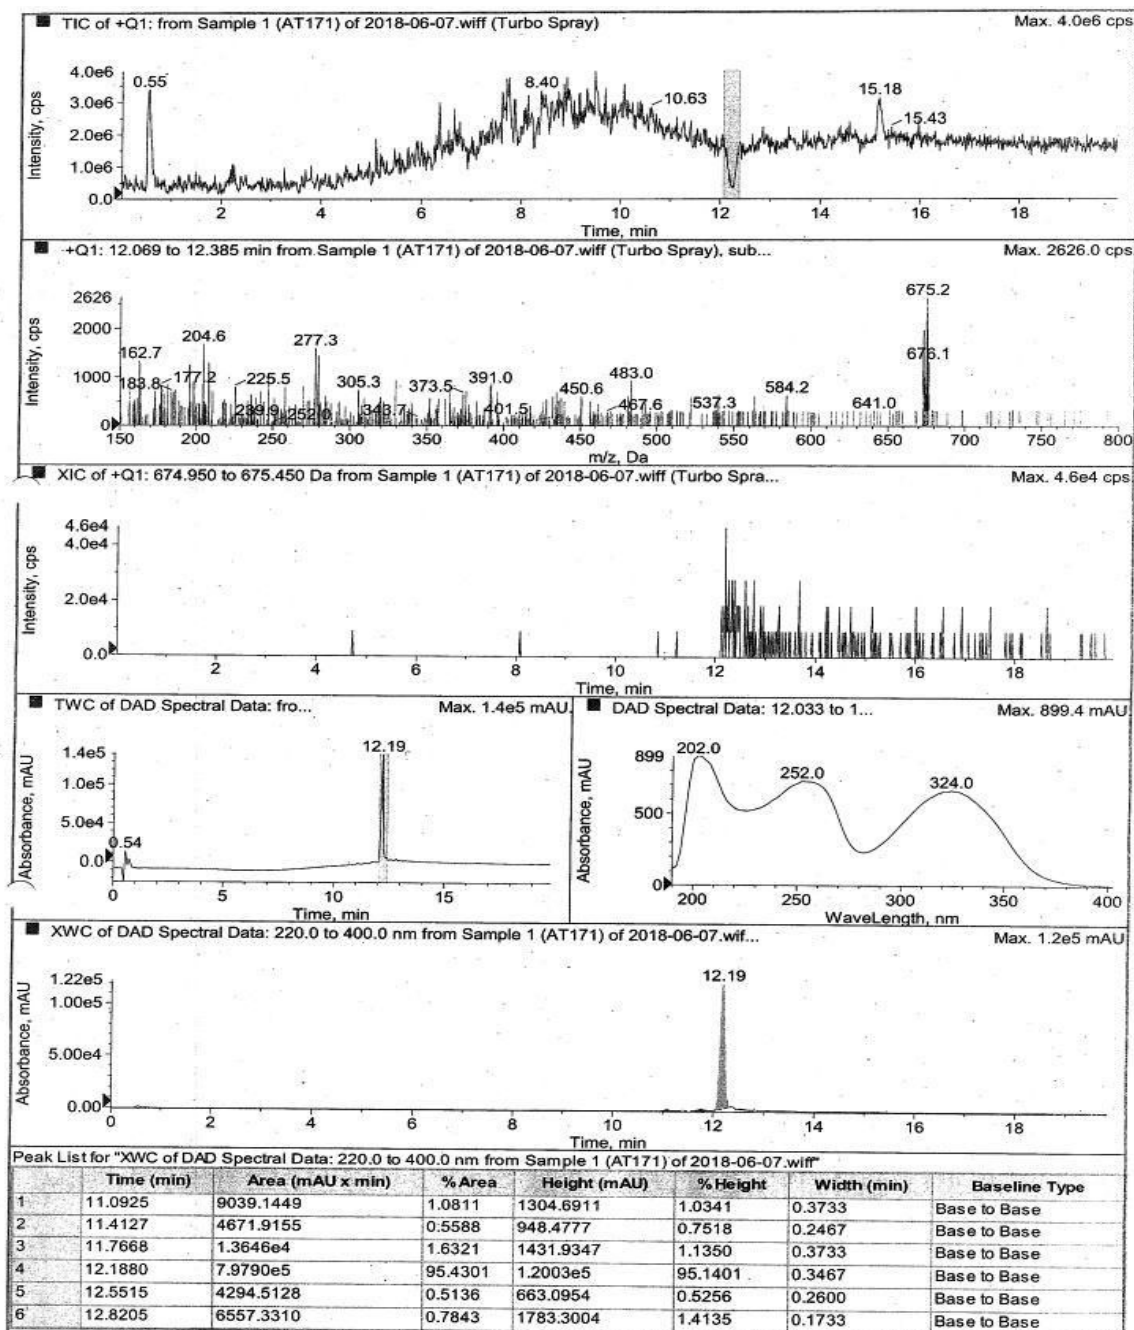 TIC of +Q1: from Sample 1 (AT171) of 2018-06-07.wiff (Turbo Spray) Max. 4.0e6 cps
Intensity, cps
4.0e6
3.0e6
2.0e6
1.0e6
0.0
0.55 8.40 10.63 15.18 15.43
2 4 6 8 10 12 14 16 18
Time, min
+Q1: 12.069 to 12.385 min from Sample 1 (AT171) of 2018-06-07.wiff (Turbo Spray), sub... Max. 2626.0 cps
Intensity, cps
2626
2000
1000
0
675.2
676.1
162.7 204.6 277.3
183.8 177.2 225.5 305.3 373.5 391.0 450.6 483.0 584.2
239.9 252.0 343.7 401.5 467.6 537.3 641.0
150 200 250 300 350 400 450 500 550 600 650 700 750 800
m/z, Da
XIC of +Q1: 674.950 to 675.450 Da from Sample 1 (AT171) of 2018-06-07.wiff (Turbo Spra... Max. 4.6e4 cps
Intensity, cps
4.6e4
4.0e4
2.0e4
0.0
2 4 6 8 10 12 14 16 18
Time, min
TWC of DAD Spectral Data: fro... Max. 1.4e5 mAU
Absorbance, mAU
1.4e5
1.0e5
5.0e4
0.0
0.54 12.19
0 5 10 15
Time, min
DAD Spectral Data: 12.033 to 1... Max. 899.4 mAU
Absorbance, mAU
899
500
0
202.0 252.0 324.0
200 250 300 350 400
WaveLength, nm
XWC of DAD Spectral Data: 220.0 to 400.0 nm from Sample 1 (AT171) of 2018-06-07.wif... Max. 1.2e5 mAU
Absorbance, mAU
1.22e5
1.00e5
5.00e4
0.00
12.19
0 2 4 6 8 10 12 14 16 18
Time, min
Peak List for "XWC of DAD Spectral Data: 220.0 to 400.0 nm from Sample 1 (AT171) of 2018-06-07.wiff"
Time (min) Area (mAU x min) %Area Height (mAU) %Height Width (min) Baseline Type
1 11.0925 9039.1449 1.0811 1304.6911 1.0341 0.3733 Base to Base
2 11.4127 4671.9155 0.5588 948.4777 0.7518 0.2467 Base to Base
3 11.7668 1.3646e4 1.6321 1431.9347 1.1350 0.3733 Base to Base
4 12.1880 7.9790e5 95.4301 1.2003e5 95.1401 0.3467 Base to Base
5 12.5515 4294.5128 0.5136 663.0954 0.5256 0.2600 Base to Base
6 12.8205 6557.3310 0.7843 1783.3004 1.4135 0.1733 Base to Base